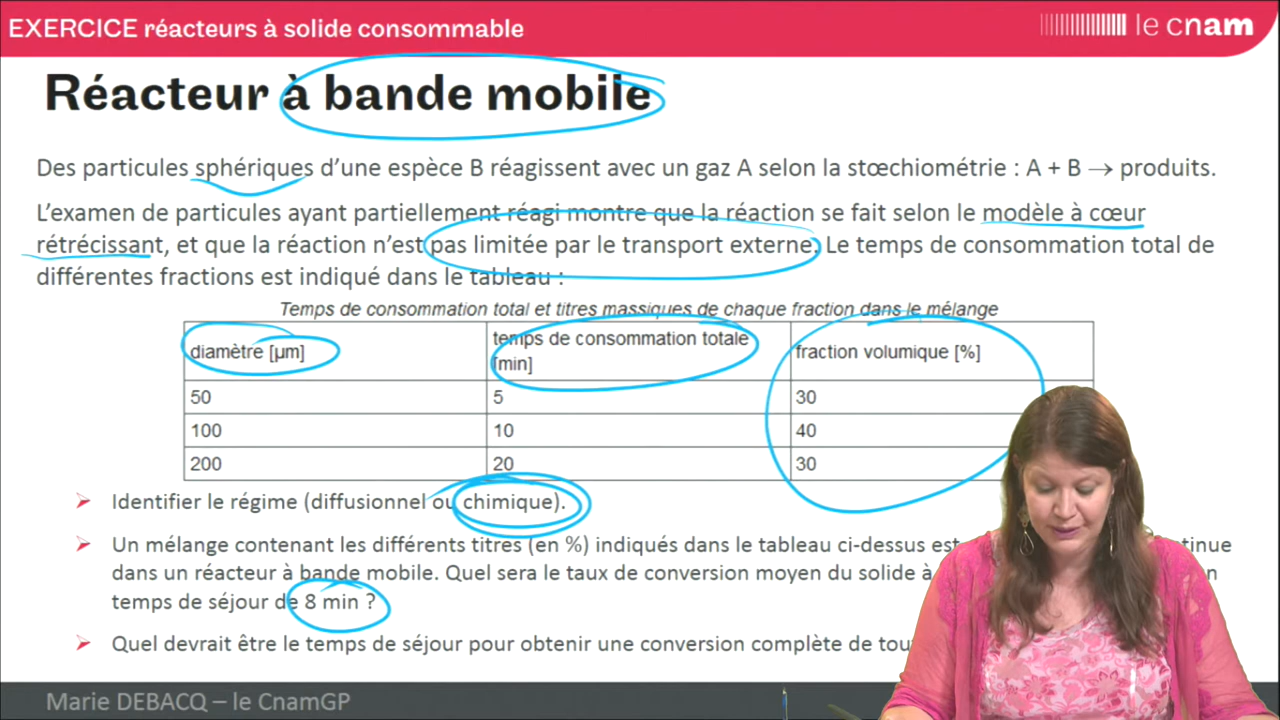 EXERCICE réacteurs à solide consommable
le cnam
Réacteur à bande mobile
Des particules sphériques d'une espèce B réagissent avec un gaz A selon la stœchiométrie : A + B → produits.
L'examen de particules ayant partiellement réagi montre que la réaction se fait selon le modèle à cœur
rétrécissant, et que la réaction n'est pas limitée par le transport externe. Le temps de consommation total de
différentes fractions est indiqué dans le tableau :
Temps de consommation total et titres massiques de chaque fraction dans le mélange
diamètre [µm] temps de consommation totale [min] fraction volumique [%]
50 5 30
100 10 40
200 20 30
➢ Identifier le régime (diffusionnel ou chimique).
➢ Un mélange contenant les différents titres (en %) indiqués dans le tableau ci-dessus est
dans un réacteur à bande mobile. Quel sera le taux de conversion moyen du solide à
temps de séjour de 8 min ?
➢ Quel devrait être le temps de séjour pour obtenir une conversion complète de
Marie DEBACQ – le CnamGP